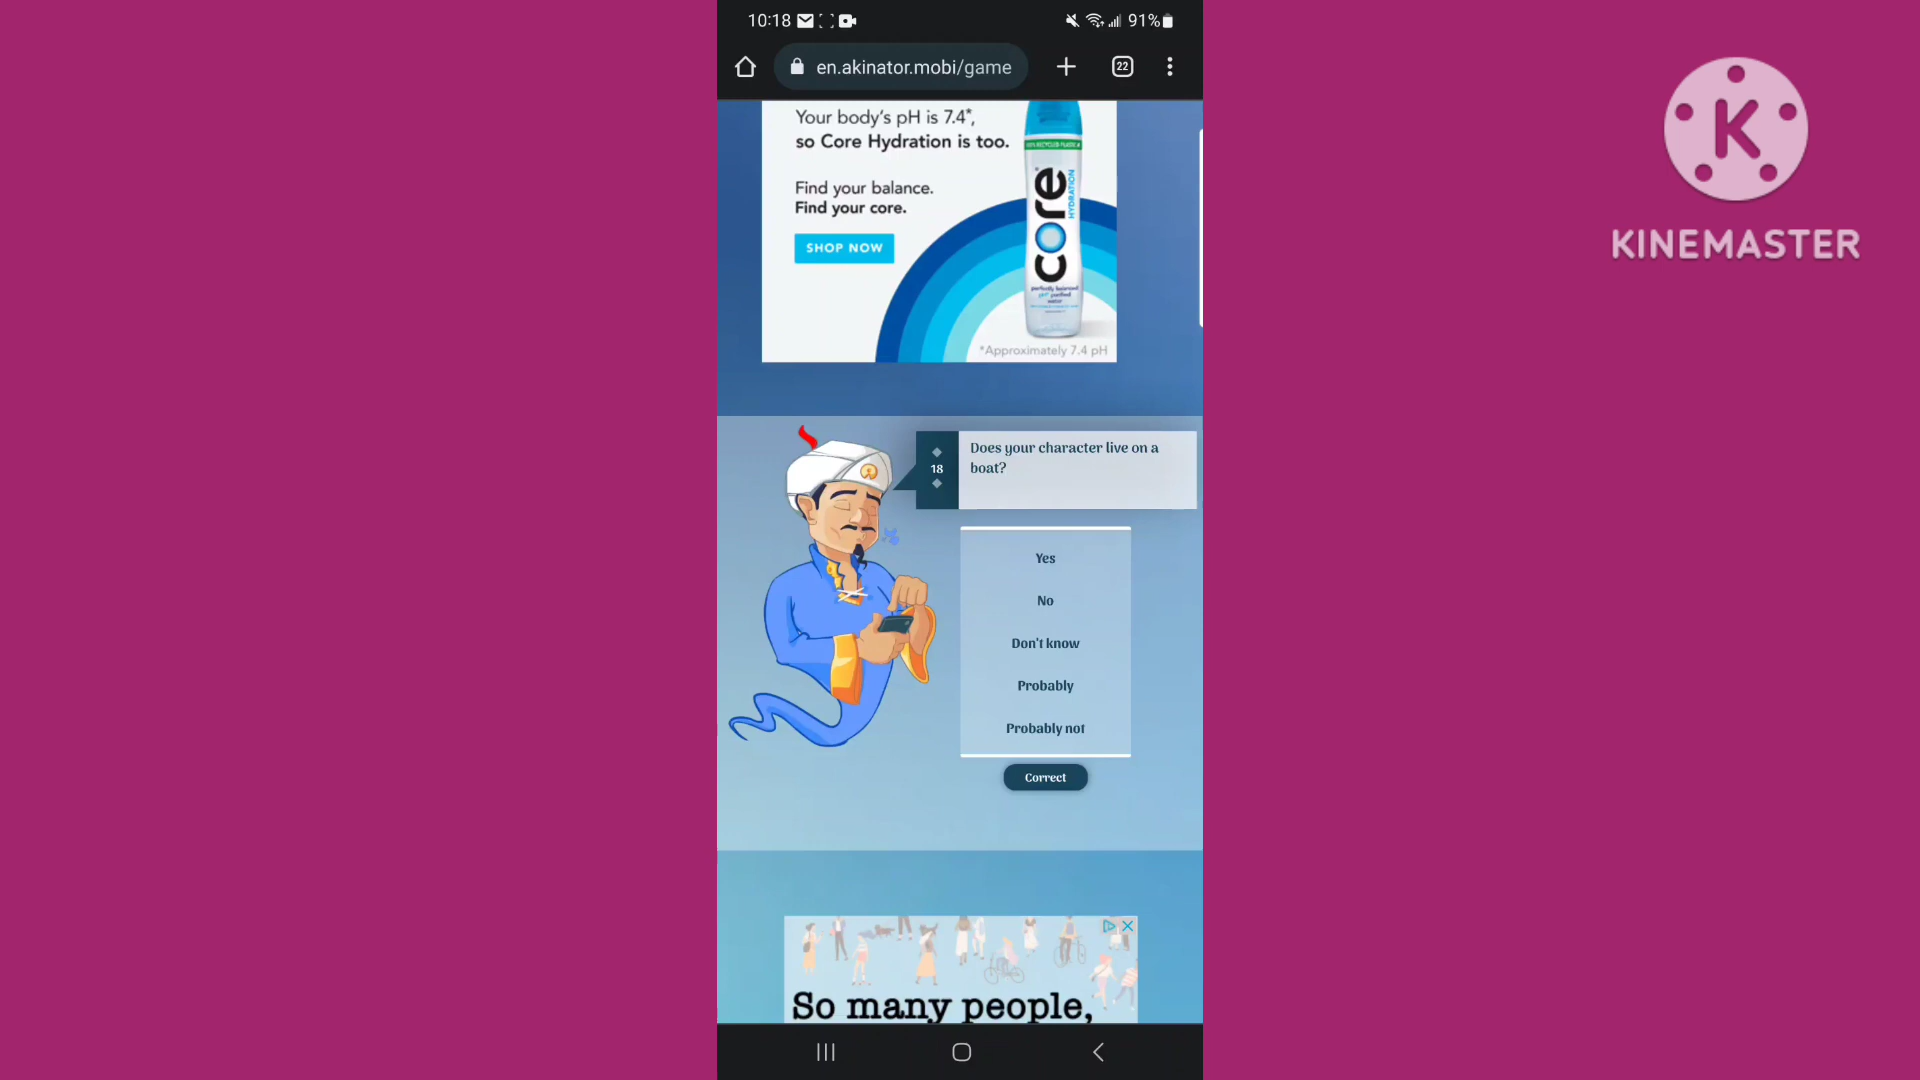 10:18
91%
en.akinator.mobi/game
22
Your body's pH is 7.4*,
so Core Hydration is too.
Find your balance.
Find your core.
SHOP NOW
core
HYDRATION
perfectly balanced
*Approximately 7.4 pH
K
KINEMASTER
18
Does your character live on a
boat?
Yes
No
Don't know
Probably
Probably not
Correct
So many people,